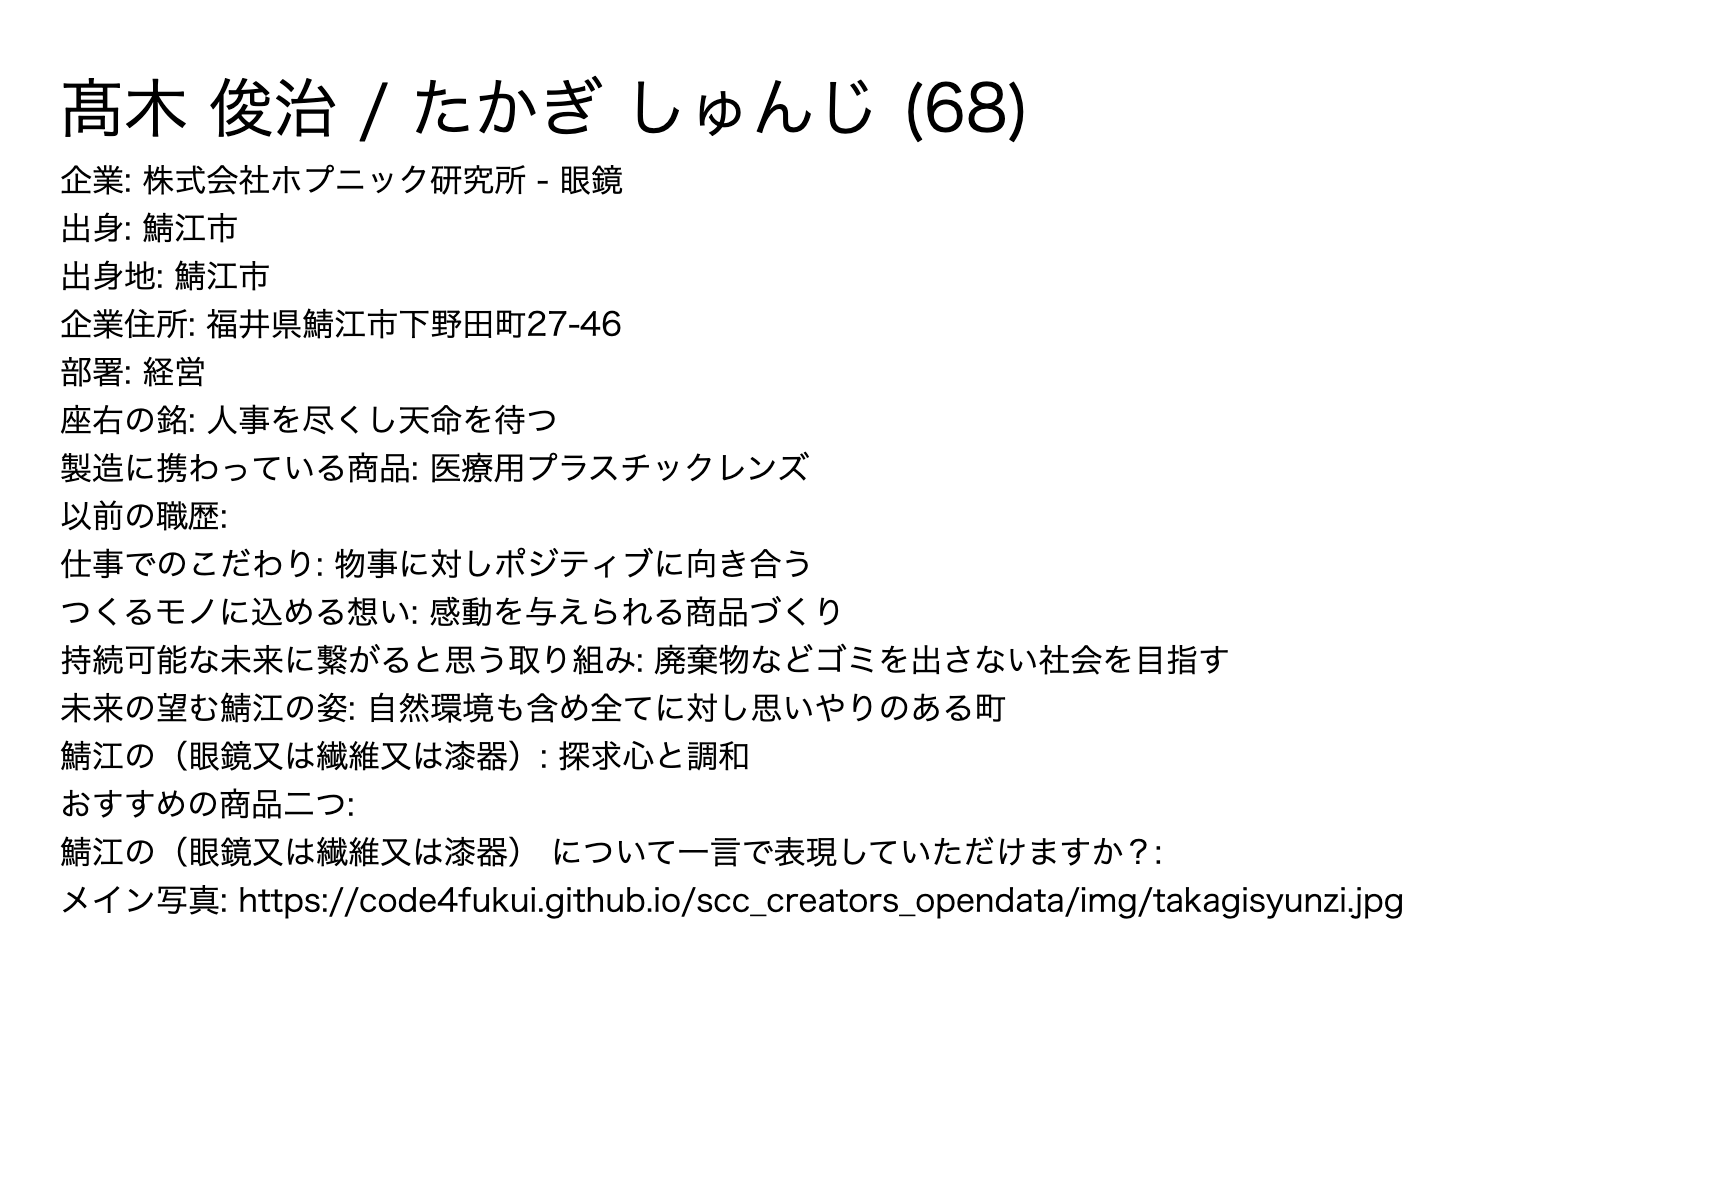 髙木 俊治 / たかぎ しゅんじ (68)
企業: 株式会社ホプニック研究所 - 眼鏡
出身: 鯖江市
出身地: 鯖江市
企業住所: 福井県鯖江市下野田町27-46
部署: 経営
座右の銘: 人事を尽くし天命を待つ
製造に携わっている商品: 医療用プラスチックレンズ
以前の職歴:
仕事でのこだわり: 物事に対しポジティブに向き合う
つくるモノに込める想い: 感動を与えられる商品づくり
持続可能な未来に繋がると思う取り組み: 廃棄物などゴミを出さない社会を目指す
未来の望む鯖江の姿: 自然環境も含め全てに対し思いやりのある町
鯖江の（眼鏡又は繊維又は漆器）: 探求心と調和
おすすめの商品二つ:
鯖江の（眼鏡又は繊維又は漆器） について一言で表現していただけますか？:
メイン写真: https://code4fukui.github.io/scc_creators_opendata/img/takagisyunzi.jpg